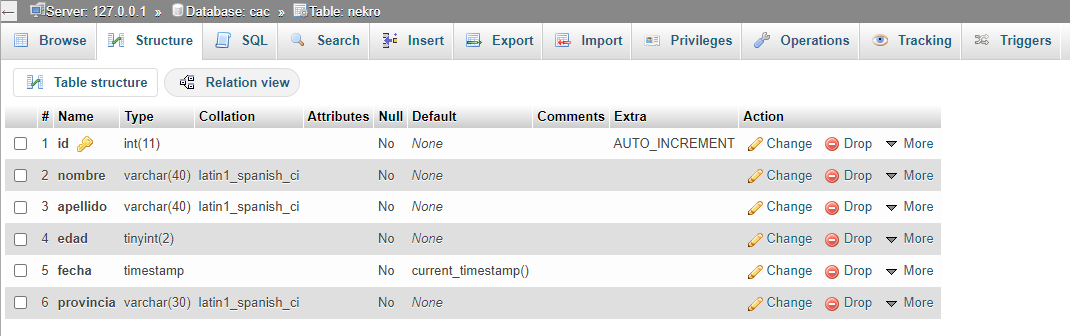 Server: 127.0.0.1 » Database: cac » Table: nekro
Browse Structure SQL Search Insert Export Import Privileges Operations Tracking Triggers
Table structure Relation view
# Name Type Collation Attributes Null Default Comments Extra Action
1 id int(11) No None AUTO_INCREMENT Change Drop More
2 nombre varchar(40) latin1_spanish_ci No None Change Drop More
3 apellido varchar(40) latin1_spanish_ci No None Change Drop More
4 edad tinyint(2) No None Change Drop More
5 fecha timestamp No current_timestamp() Change Drop More
6 provincia varchar(30) latin1_spanish_ci No None Change Drop More